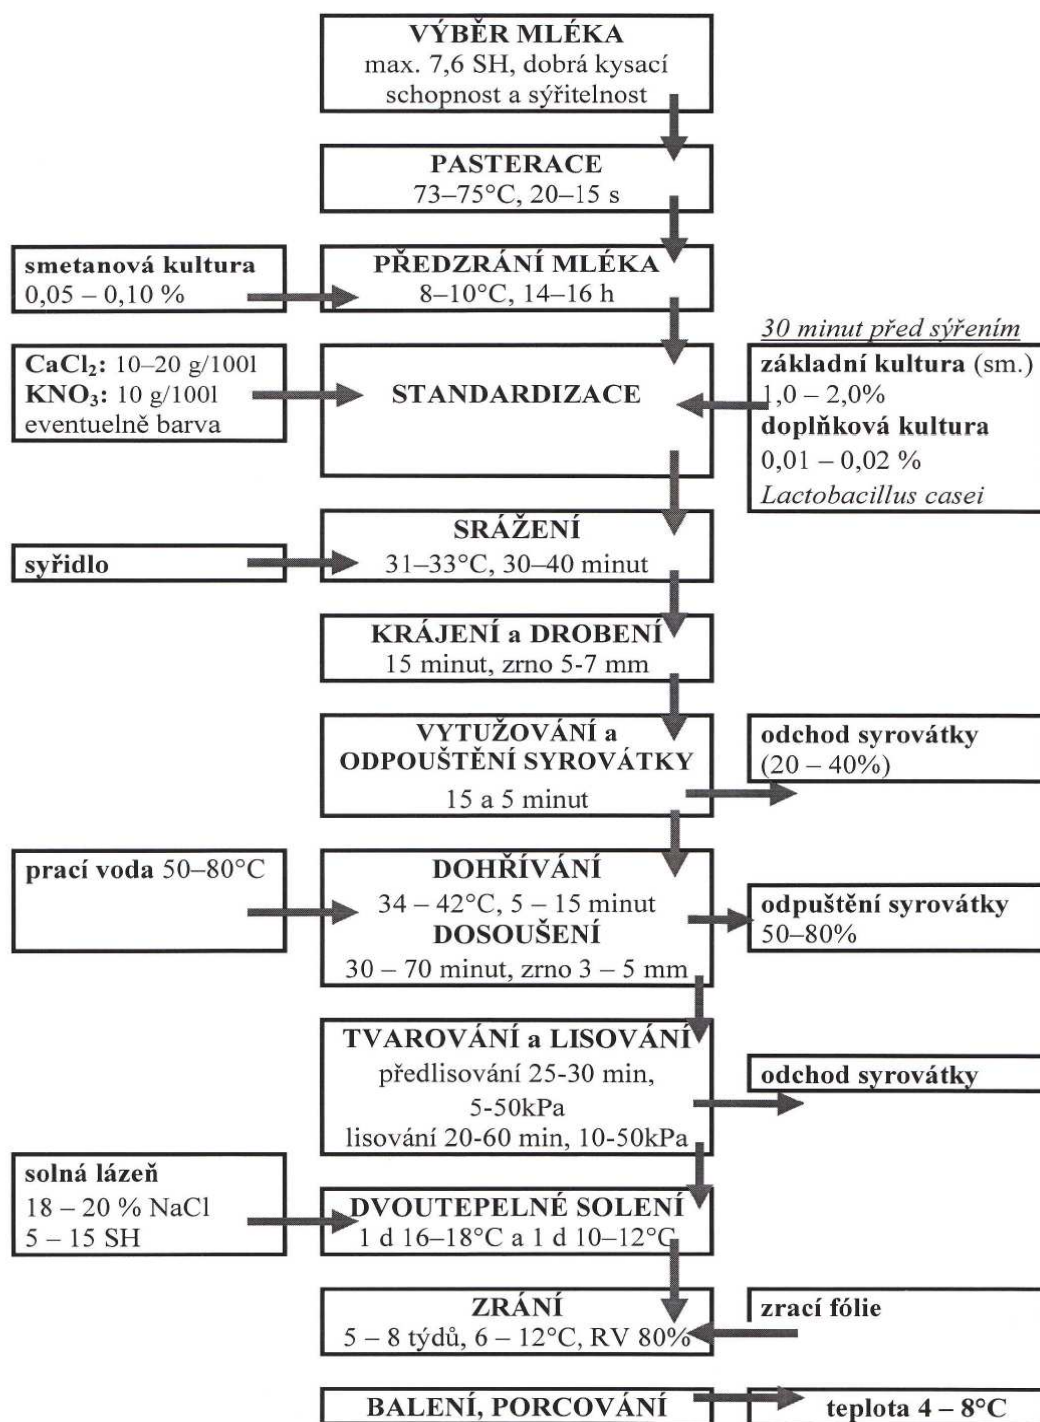 VÝBĚR MLÉKA
max. 7,6 SH, dobrá kysací
schopnost a sýřitelnost
PASTERACE
73–75°C, 20–15 s
smetanová kultura
0,05 – 0,10 %
PŘEDZRÁNÍ MLÉKA
8–10°C, 14–16 h
CaCl₂: 10–20 g/100l
KNO₃: 10 g/100l
eventuelně barva
STANDARDIZACE
30 minut před sýřením
základní kultura (sm.)
1,0 – 2,0%
doplňková kultura
0,01 – 0,02 %
Lactobacillus casei
syřidlo
SRÁŽENÍ
31–33°C, 30–40 minut
KRÁJENÍ a DROBENÍ
15 minut, zrno 5-7 mm
VYTUŽOVÁNÍ a
ODPOUŠTĚNÍ SYROVÁTKY
15 a 5 minut
odchod syrovátky
(20 – 40%)
prací voda 50–80°C
DOHŘÍVÁNÍ
34 – 42°C, 5 – 15 minut
DOSOUŠENÍ
30 – 70 minut, zrno 3 – 5 mm
odpuštění syrovátky
50–80%
TVAROVÁNÍ a LISOVÁNÍ
předlisování 25-30 min,
5-50kPa
lisování 20-60 min, 10-50kPa
odchod syrovátky
solná lázeň
18 – 20 % NaCl
5 – 15 SH
DVOUTEPELNÉ SOLENÍ
1 d 16–18°C a 1 d 10–12°C
ZRÁNÍ
5 – 8 týdů, 6 – 12°C, RV 80%
zrací fólie
BALENÍ, PORCOVÁNÍ
teplota 4 – 8°C